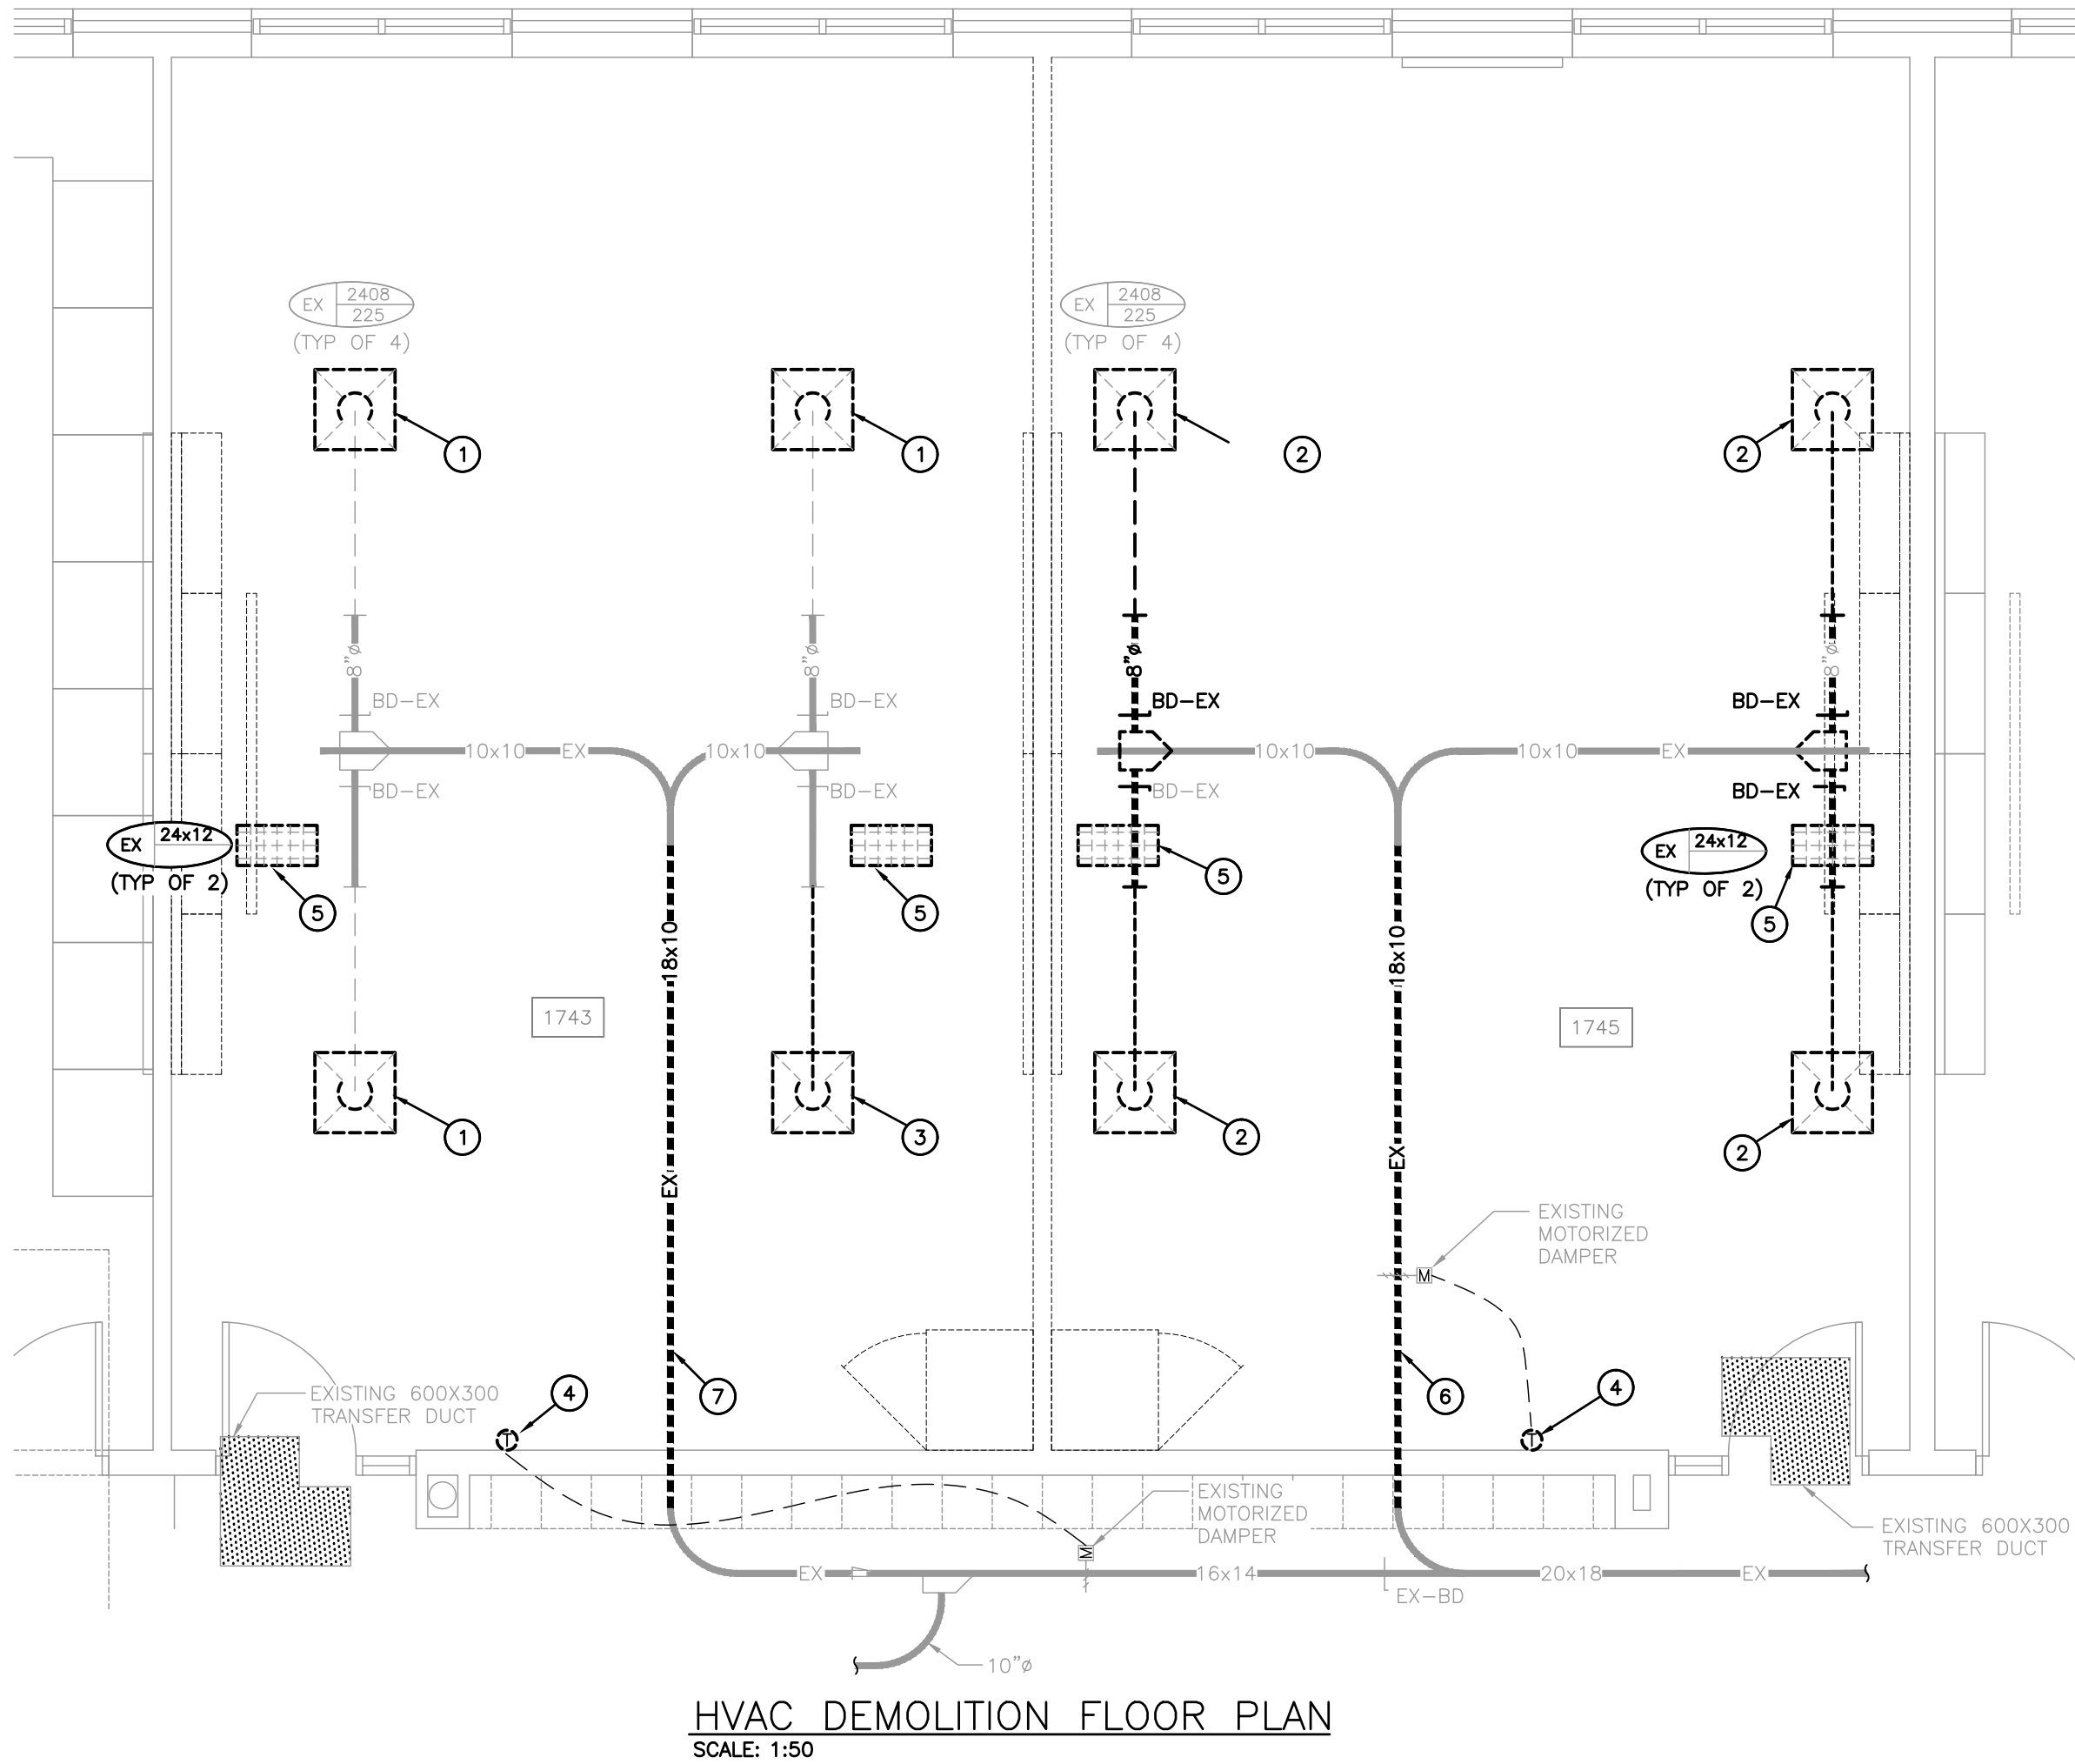 EX 2408
225
(TYP OF 4)
EX 2408
225
(TYP OF 4)
1
1
2
2
8"ø
8"ø
8"ø
8"ø
BD-EX
BD-EX
BD-EX
BD-EX
10x10
EX
10x10
10x10
10x10
EX
BD-EX
BD-EX
BD-EX
BD-EX
EX 24x12
(TYP OF 2)
EX 24x12
(TYP OF 2)
5
5
5
5
18x10
18x10
1743
1745
1
3
2
2
EX
EX
EXISTING
MOTORIZED
DAMPER
M
EXISTING 600X300
TRANSFER DUCT
4
7
6
4
T
T
EXISTING
MOTORIZED
DAMPER
M
EXISTING 600X300
TRANSFER DUCT
EX
16x14
20x18
EX
EX-BD
10"ø
HVAC DEMOLITION FLOOR PLAN
SCALE: 1:50